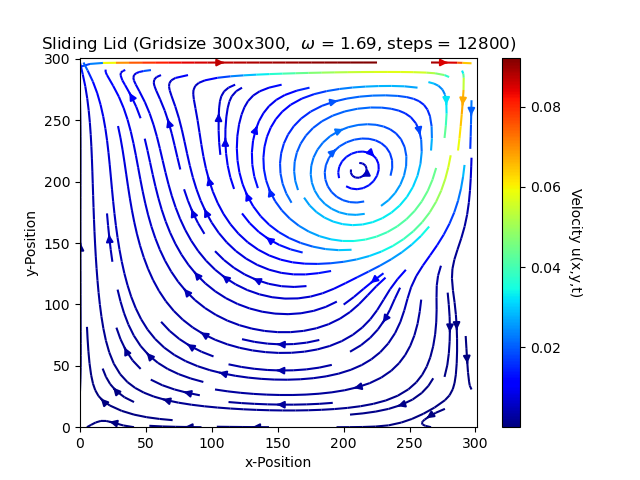 Sliding Lid (Gridsize 300x300, ω = 1.69, steps = 12800)
300
250
200
150
100
50
0
y-Position
0 50 100 150 200 250 300
x-Position
0.08
0.06
0.04
0.02
Velocity u(x,y,t)